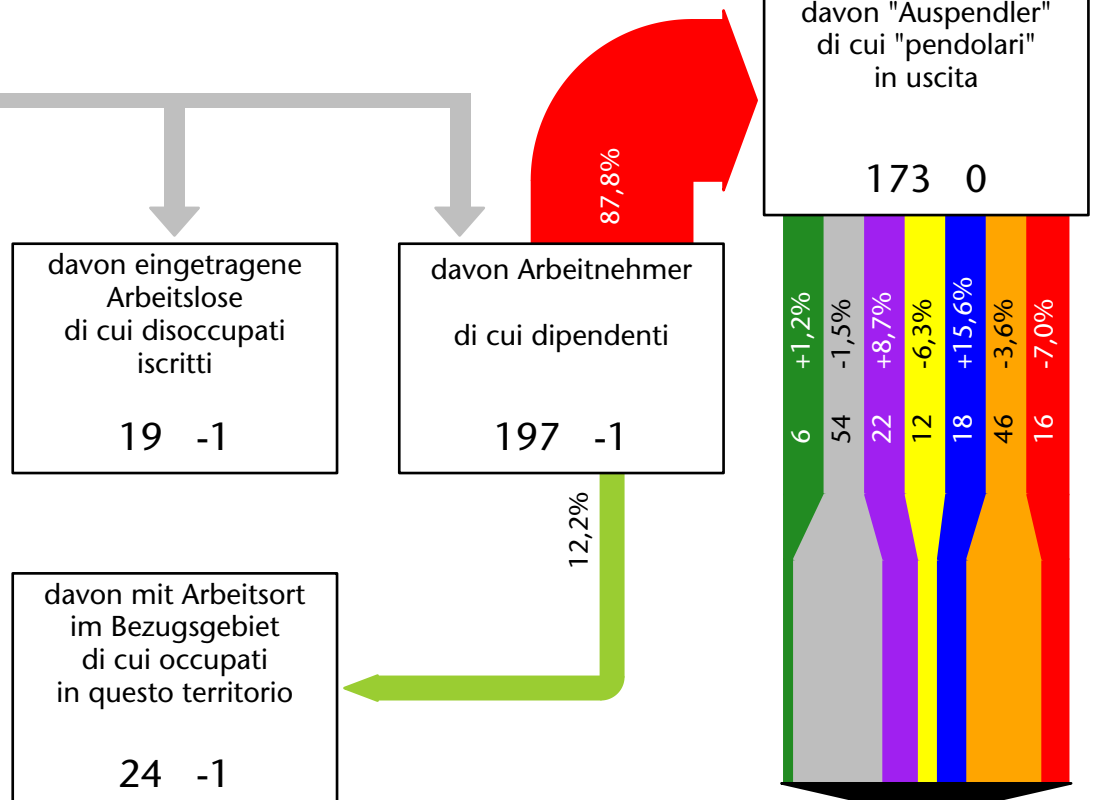 davon "Auspendler"
di cui "pendolari"
in uscita
173 0
87,8%
davon eingetragene
Arbeitslose
di cui disoccupati
iscritti
19 -1
davon Arbeitnehmer
di cui dipendenti
197 -1
6 +1,2%
54 -1,5%
22 +8,7%
12 -6,3%
18 +15,6%
46 -3,6%
16 -7,0%
12,2%
davon mit Arbeitsort
im Bezugsgebiet
di cui occupati
in questo territorio
24 -1